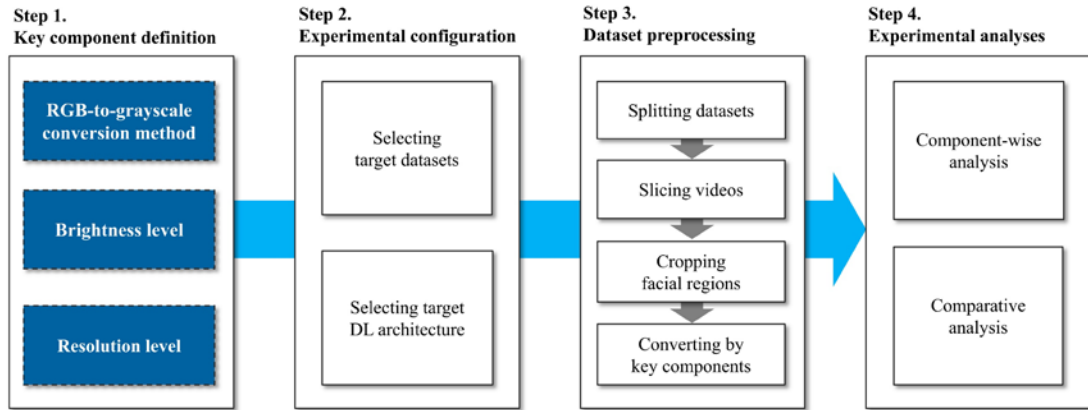 Step 1.
Key component definition
RGB-to-grayscale
conversion method
Brightness level
Resolution level
Step 2.
Experimental configuration
Selecting
target datasets
Selecting target
DL architecture
Step 3.
Dataset preprocessing
Splitting datasets
Slicing videos
Cropping
facial regions
Converting by
key components
Step 4.
Experimental analyses
Component-wise
analysis
Comparative
analysis